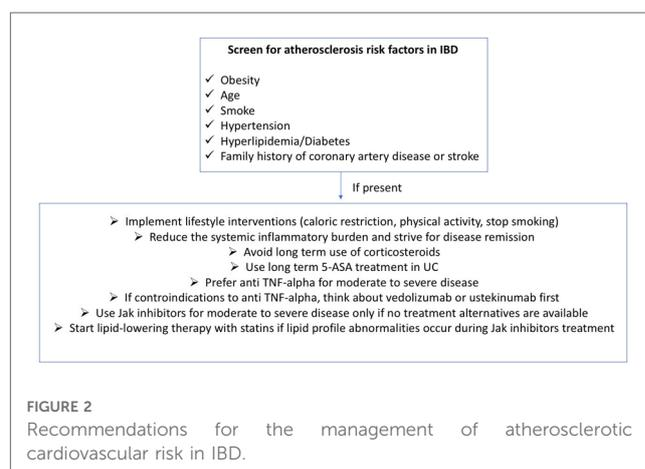 Screen for atherosclerosis risk factors in IBD
✓ Obesity
✓ Age
✓ Smoke
✓ Hypertension
✓ Hyperlipidemia/Diabetes
✓ Family history of coronary artery disease or stroke
If present
➢ Implement lifestyle interventions (caloric restriction, physical activity, stop smoking)
➢ Reduce the systemic inflammatory burden and strive for disease remission
➢ Avoid long term use of corticosteroids
➢ Use long term 5-ASA treatment in UC
➢ Prefer anti TNF-alpha for moderate to severe disease
➢ If controindications to anti TNF-alpha, think about vedolizumab or ustekinumab first
➢ Use Jak inhibitors for moderate to severe disease only if no treatment alternatives are available
➢ Start lipid-lowering therapy with statins if lipid profile abnormalities occur during Jak inhibitors treatment
FIGURE 2
Recommendations for the management of atherosclerotic
cardiovascular risk in IBD.